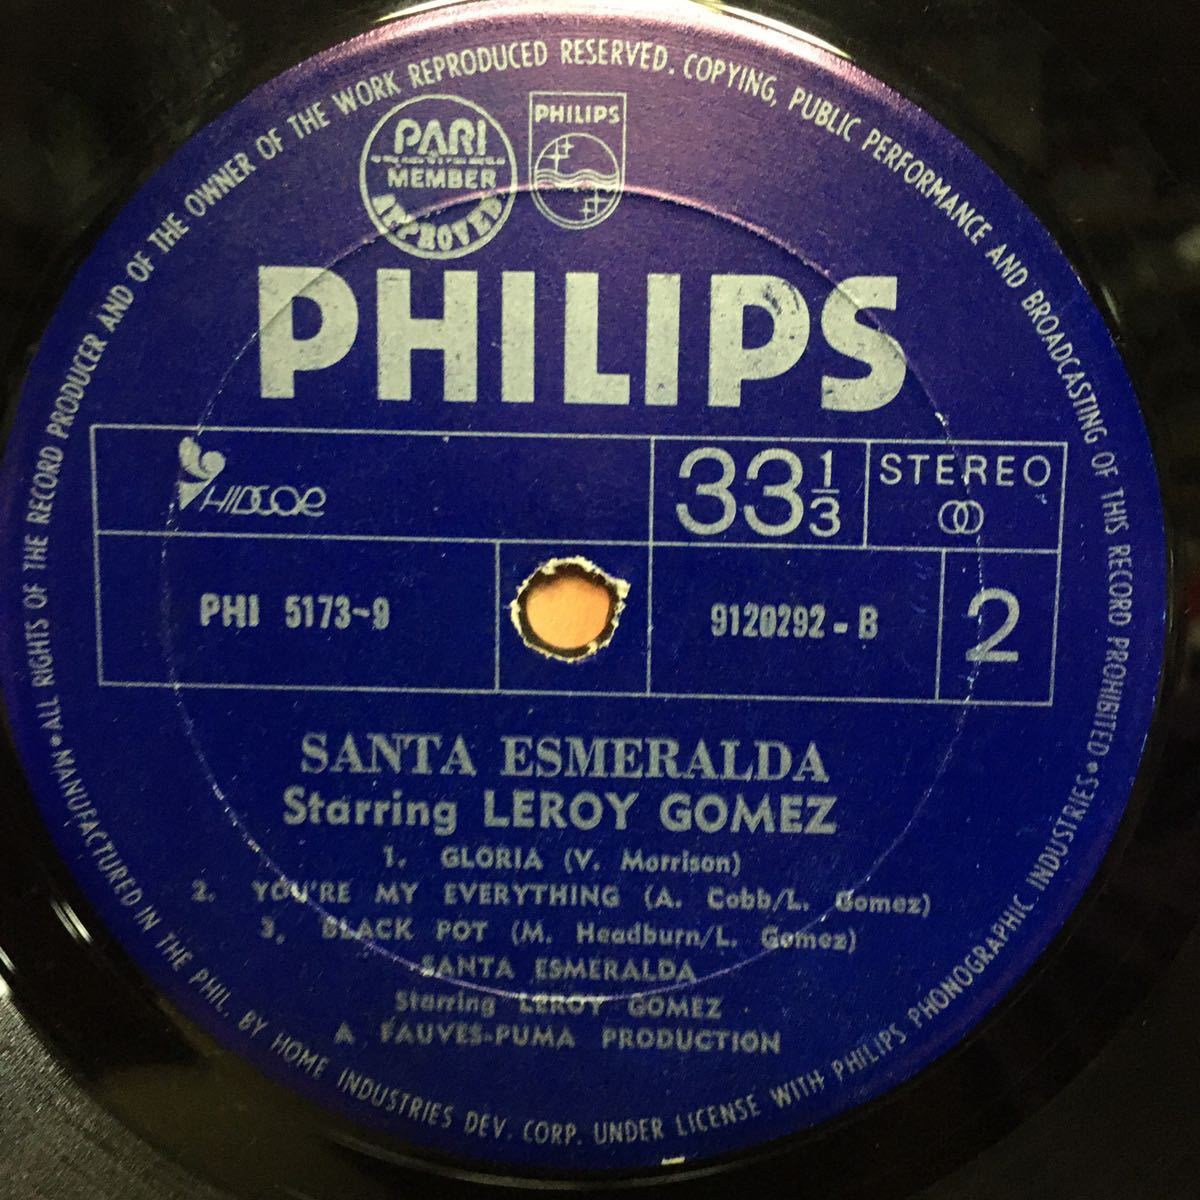 •ALL RIGHTS OF THE RECORD PRODUCER AND OF THE OWNER OF THE WORK REPRODUCED RESERVED. COPYING, PUBLIC PERFORMANCE AND BROADCASTING OF THIS RECORD PROHIBITED•
PARI
MEMBER
APPROVED
PHILIPS
PHILIPS
HIDCOR
33 1/3
STEREO
PHI 5173-9
9120292-B
2
SANTA ESMERALDA
Starring LEROY GOMEZ
1. GLORIA (V. Morrison)
2. YOU'RE MY EVERYTHING (A. Cobb/L. Gomez)
3. BLACK POT (M. Headburn/L. Gomez)
SANTA ESMERALDA
Starring LEROY GOMEZ
A FAUVES-PUMA PRODUCTION
MANUFACTURED IN THE PHIL. BY HOME INDUSTRIES DEV. CORP. UNDER LICENSE WITH PHILIPS PHONOGRAPHIC INDUSTRIES•